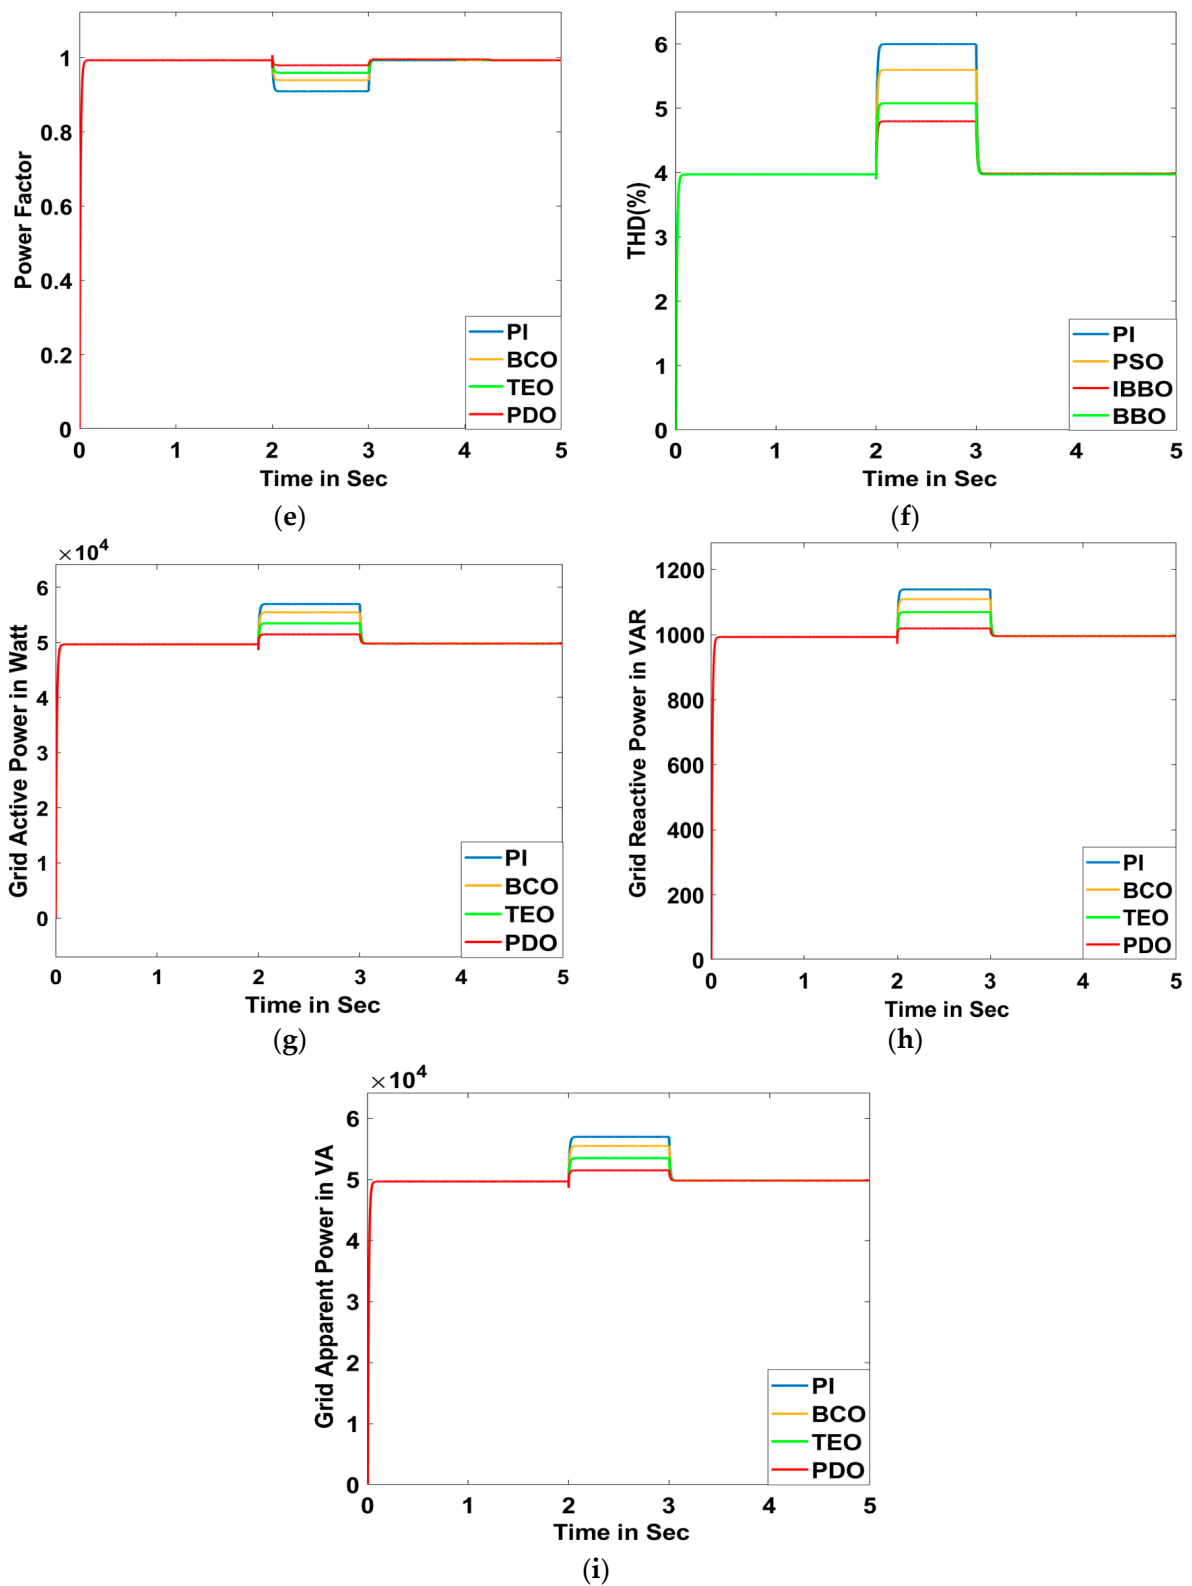 1
0.8
0.6
0.4
0.2
0
Power Factor
PI
BCO
TEO
PDO
0 1 2 3 4 5
Time in Sec
(e)
6
5
4
3
2
1
0
THD(%)
PI
PSO
IBBO
BBO
0 1 2 3 4 5
Time in Sec
(f)
×10⁴
6
5
4
3
2
1
0
Grid Active Power in Watt
PI
BCO
TEO
PDO
0 1 2 3 4 5
Time in Sec
(g)
1200
1000
800
600
400
200
0
Grid Reactive Power in VAR
PI
BCO
TEO
PDO
0 1 2 3 4 5
Time in Sec
(h)
×10⁴
6
5
4
3
2
1
0
Grid Apparent Power in VA
PI
BCO
TEO
PDO
0 1 2 3 4 5
Time in Sec
(i)